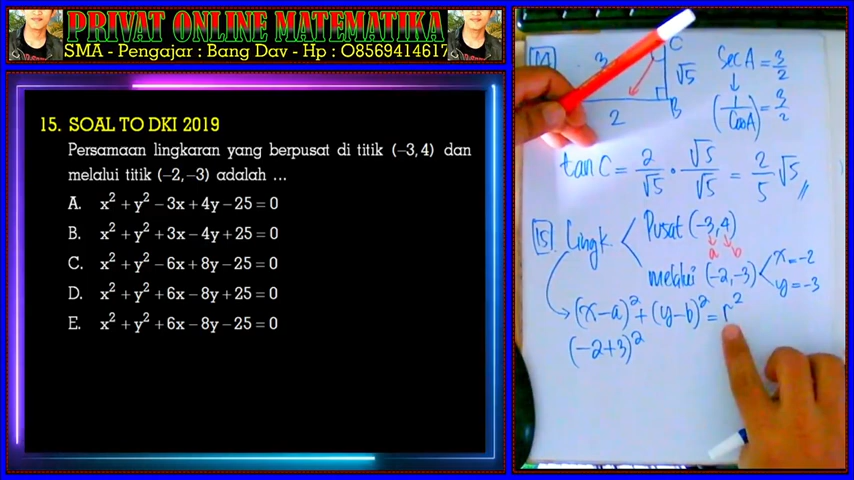 PRIVAT ONLINE MATEMATIKA
SMA - Pengajar : Bang Dav - Hp : 08569414617
15. SOAL TO DKI 2019
Persamaan lingkaran yang berpusat di titik (–3, 4) dan
melalui titik (–2, –3) adalah ...
A. x² + y² – 3x + 4y – 25 = 0
B. x² + y² + 3x – 4y + 25 = 0
C. x² + y² – 6x + 8y – 25 = 0
D. x² + y² + 6x – 8y + 25 = 0
E. x² + y² + 6x – 8y – 25 = 0
14
3
C
√5
B
2
Sec A = 3/2
(1/Cos A) = 3/2
tan C = 2/√5 · √5/√5 = 2/5 √5
15 Lingk
Pusat (-3, 4)
a b
melalui (-2, -3)
x = -2
y = -3
(x-a)² + (y-b)² = r²
(-2+3)²